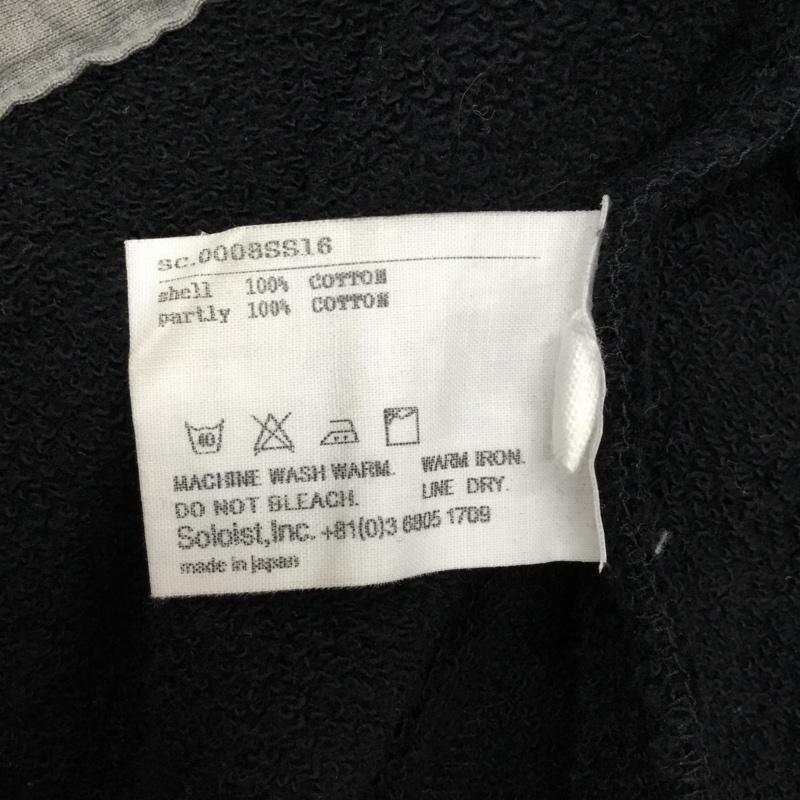 sc.0008SS16
shell 100% COTTON
partly 100% COTTON
40
MACHINE WASH WARM. WARM IRON.
DO NOT BLEACH. LINE DRY.
Soloist,Inc. +81(0)3 6805 1709
made in japan